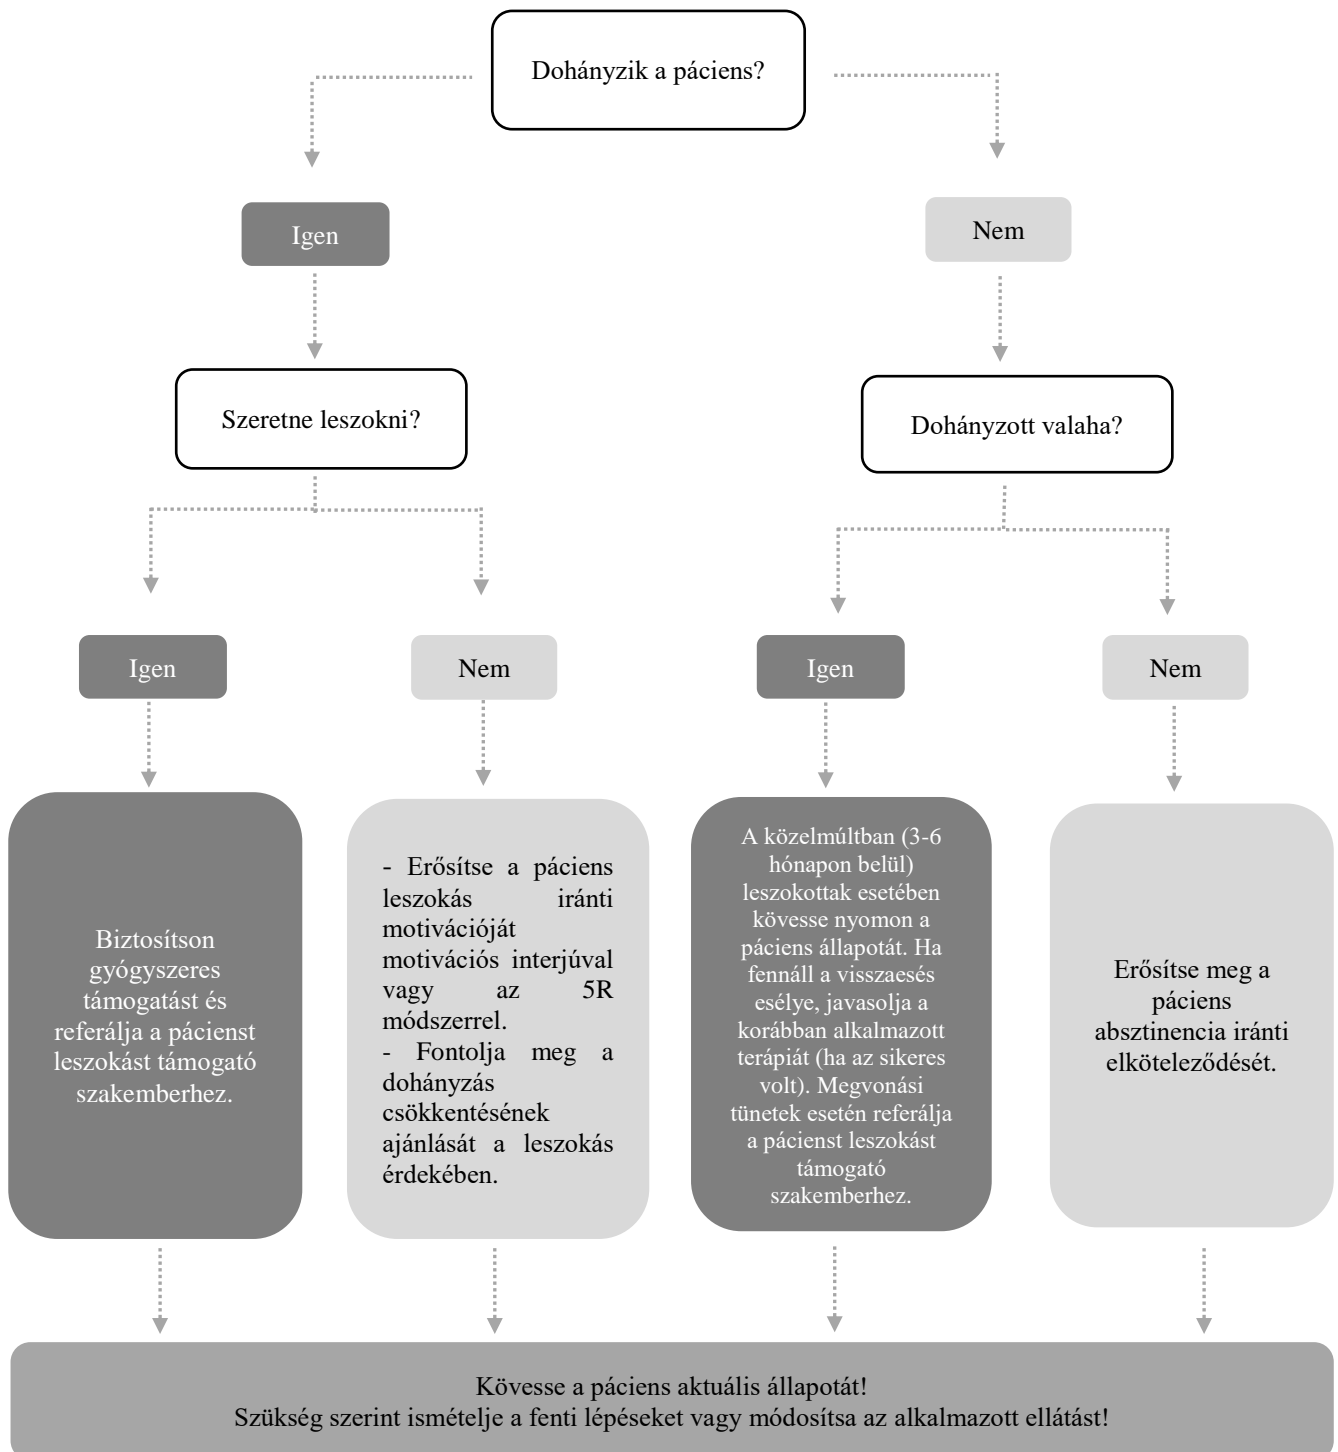 Dohányzik a páciens?
Igen
Nem
Szeretne leszokni?
Dohányzott valaha?
Igen
Nem
Igen
Nem
Biztosítson
gyógyszeres
támogatást és
referálja a pácienst
leszokást támogató
szakemberhez.
- Erősítse a páciens
leszokás iránti
motivációját
motivációs interjúval
vagy az 5R
módszerrel.
- Fontolja meg a
dohányzás
csökkentésének
ajánlását a leszokás
érdekében.
A közelmúltban (3-6
hónapon belül)
leszokottak esetében
kövesse nyomon a
páciens állapotát. Ha
fennáll a visszaesés
esélye, javasolja a
korábban alkalmazott
terápiát (ha az sikeres
volt). Megvonási
tünetek esetén referálja
a pácienst leszokást
támogató
szakemberhez.
Erősítse meg a
páciens
absztinencia iránti
elköteleződését.
Kövesse a páciens aktuális állapotát!
Szükség szerint ismételje a fenti lépéseket vagy módosítsa az alkalmazott ellátást!